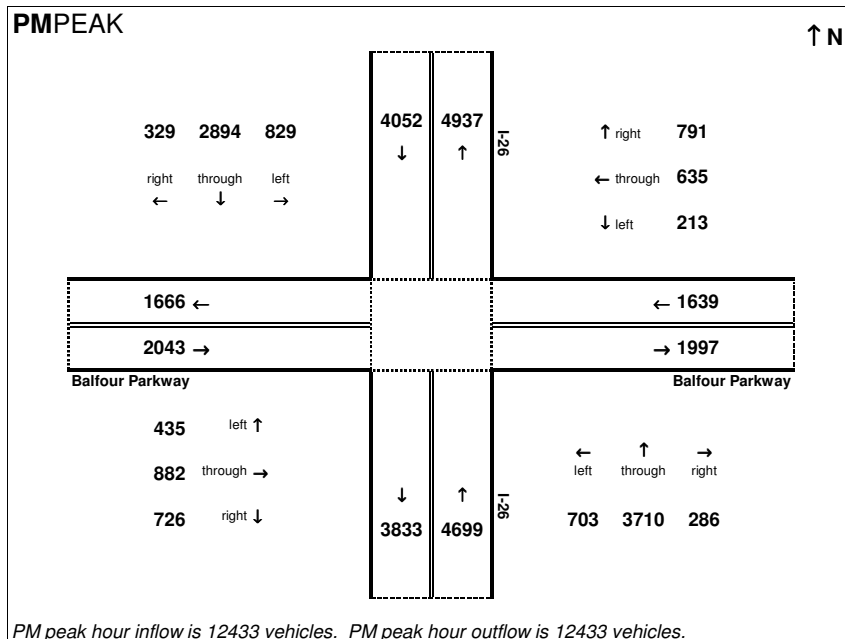 PMPEAK
↑ N
329 2894 829
right through left
← ↓ →
4052 4937
↓ ↑
I-26
↑ right 791
← through 635
↓ left 213
1666 ←
2043 →
← 1639
→ 1997
Balfour Parkway
Balfour Parkway
435 left ↑
882 through →
726 right ↓
↓ ↑
3833 4699
I-26
← ↑ →
left through right
703 3710 286
PM peak hour inflow is 12433 vehicles. PM peak hour outflow is 12433 vehicles.